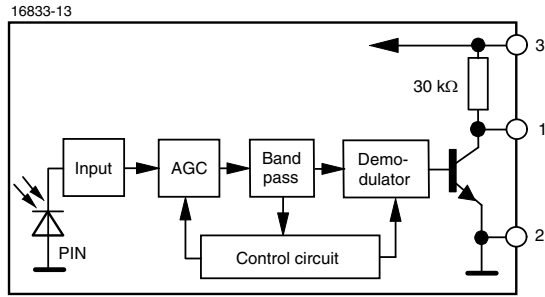 16833-13
3
30 kΩ
1
Input
AGC
Band
pass
Demo-
dulator
2
PIN
Control circuit